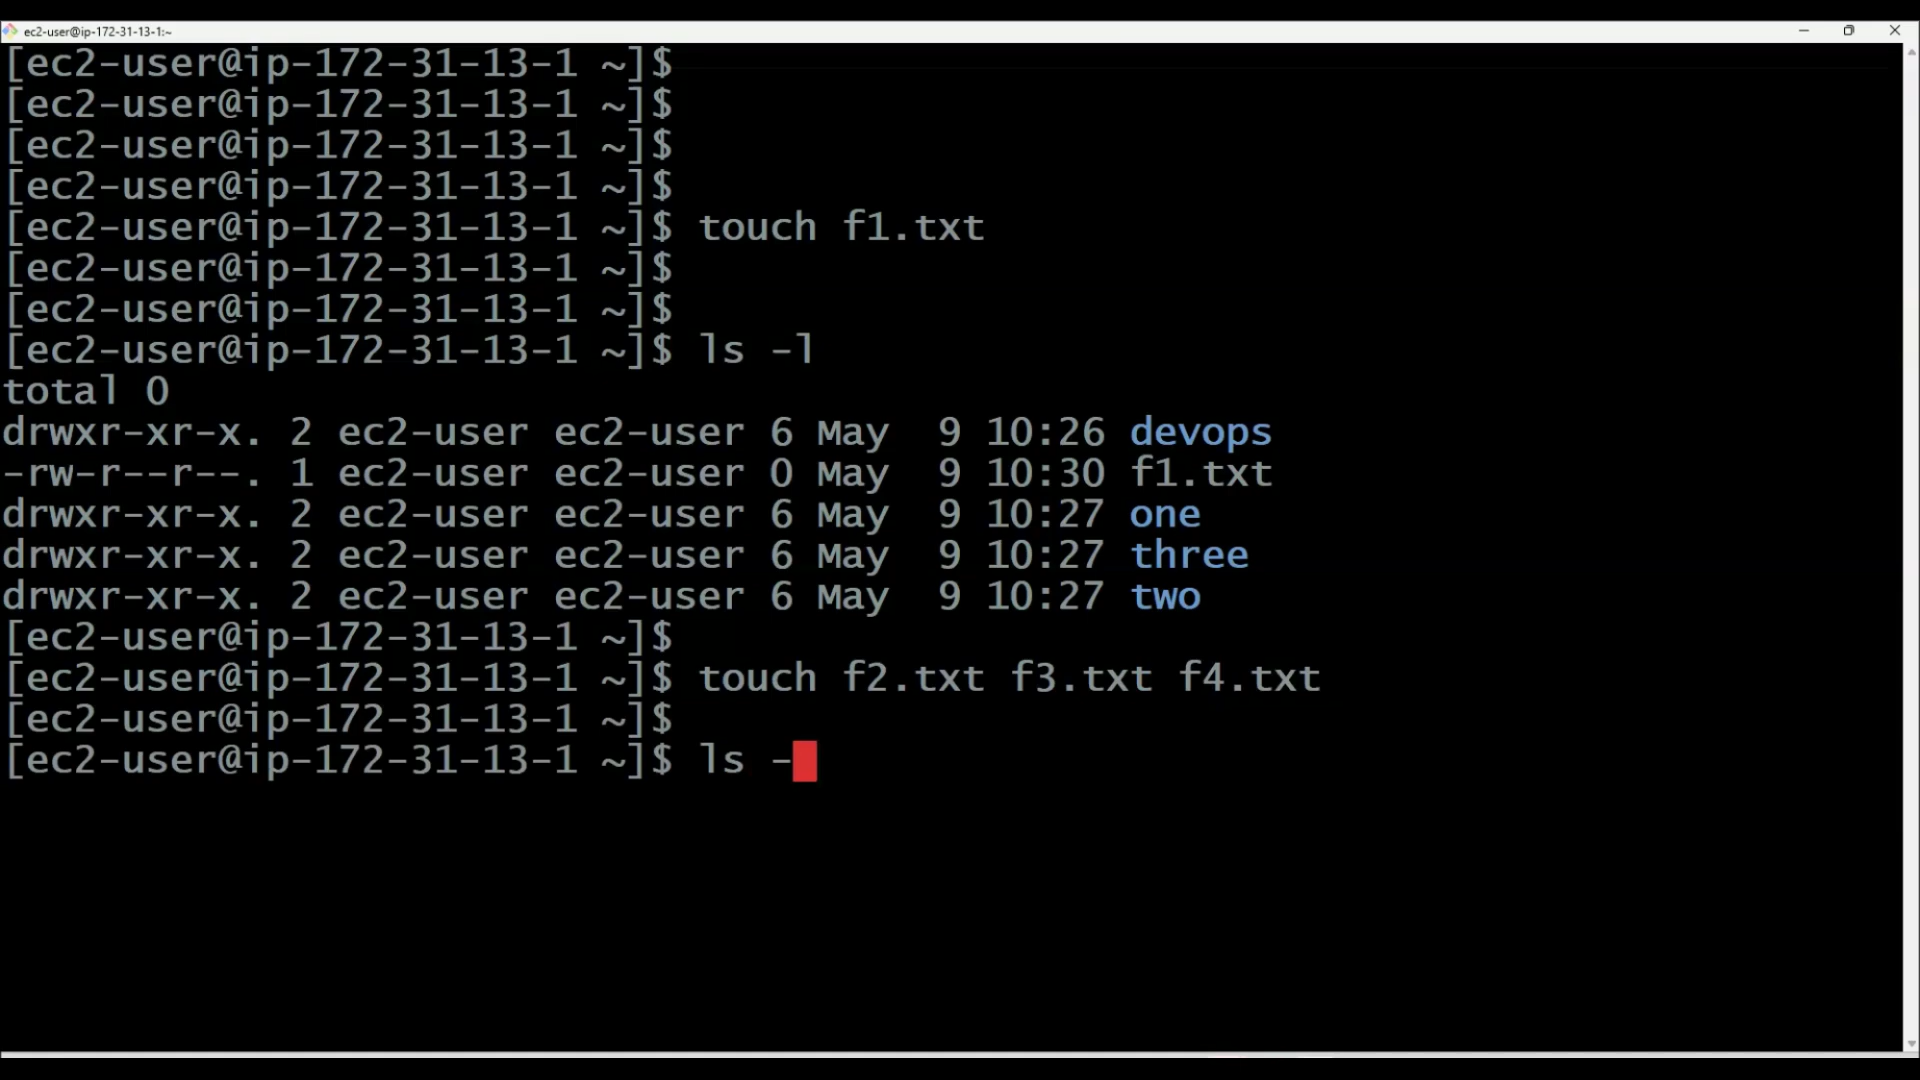 ec2-user@ip-172-31-13-1:~
[ec2-user@ip-172-31-13-1 ~]$
[ec2-user@ip-172-31-13-1 ~]$
[ec2-user@ip-172-31-13-1 ~]$
[ec2-user@ip-172-31-13-1 ~]$
[ec2-user@ip-172-31-13-1 ~]$ touch f1.txt
[ec2-user@ip-172-31-13-1 ~]$
[ec2-user@ip-172-31-13-1 ~]$
[ec2-user@ip-172-31-13-1 ~]$ ls -l
total 0
drwxr-xr-x. 2 ec2-user ec2-user 6 May  9 10:26 devops
-rw-r--r--. 1 ec2-user ec2-user 0 May  9 10:30 f1.txt
drwxr-xr-x. 2 ec2-user ec2-user 6 May  9 10:27 one
drwxr-xr-x. 2 ec2-user ec2-user 6 May  9 10:27 three
drwxr-xr-x. 2 ec2-user ec2-user 6 May  9 10:27 two
[ec2-user@ip-172-31-13-1 ~]$
[ec2-user@ip-172-31-13-1 ~]$ touch f2.txt f3.txt f4.txt
[ec2-user@ip-172-31-13-1 ~]$
[ec2-user@ip-172-31-13-1 ~]$ ls -